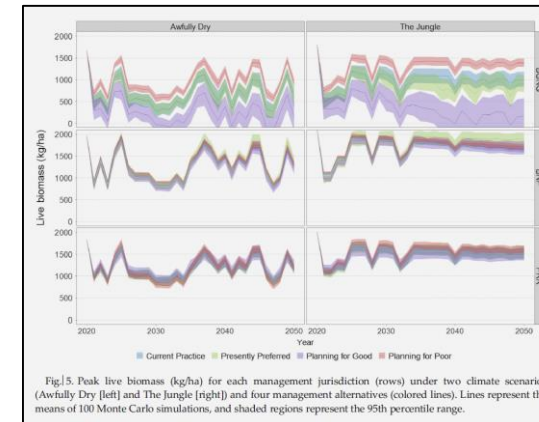 Awfully Dry
The Jungle
2000
1500
1000
500
0
2000
1500
1000
500
0
2000
1500
1000
500
0
Live biomass (kg/ha)
2020
2030
2040
2050
2020
2030
2040
2050
Year
Current Practice
Presently Preferred
Planning for Good
Planning for Poor
Fig. 5. Peak live biomass (kg/ha) for each management jurisdiction (rows) under two climate scenario
(Awfully Dry [left] and The Jungle [right]) and four management alternatives (colored lines). Lines represent th
means of 100 Monte Carlo simulations, and shaded regions represent the 95th percentile range.